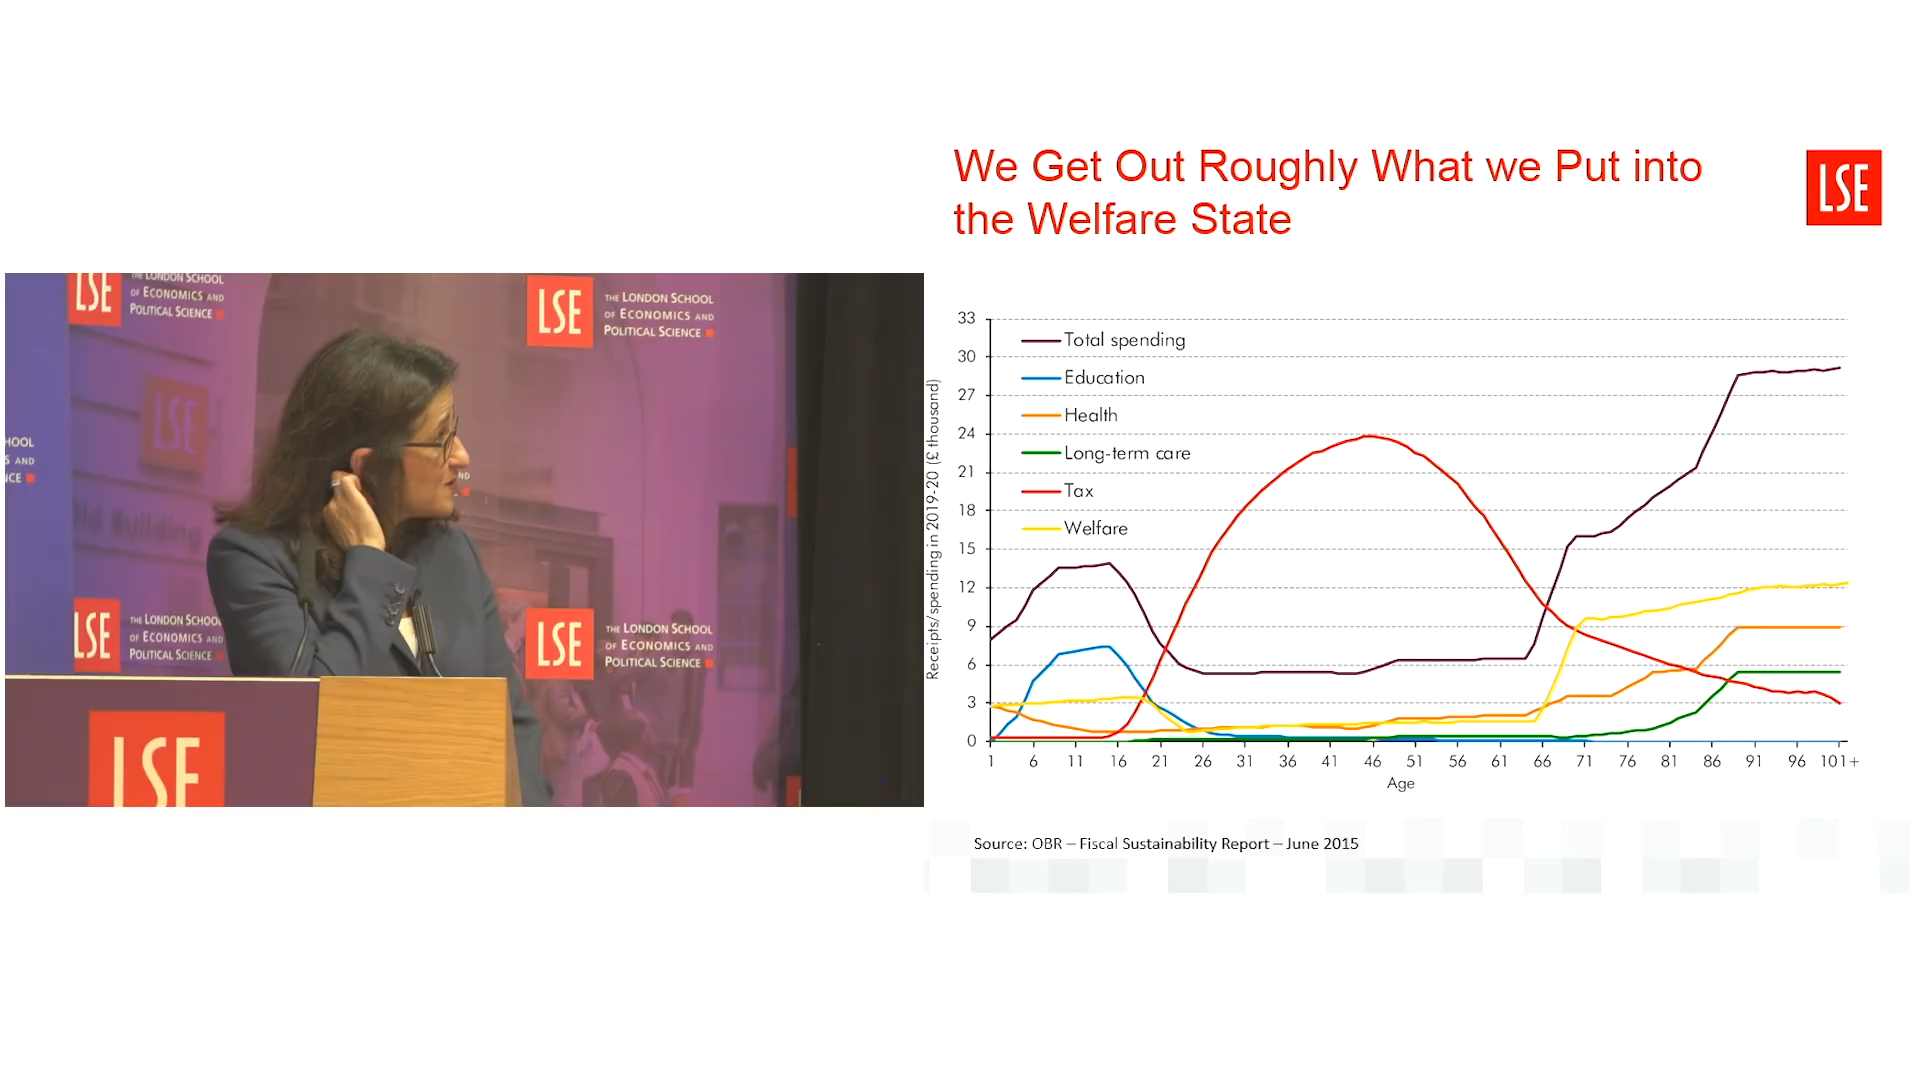 We Get Out Roughly What we Put into
the Welfare State
LSE
LSE
THE LONDON SCHOOL
OF ECONOMICS AND
POLITICAL SCIENCE
LSE
THE LONDON SCHOOL
OF ECONOMICS AND
POLITICAL SCIENCE
LSE
HOOL
S AND
NCE
ND
LSE
THE LONDON SCHOOL
OF ECONOMICS AND
POLITICAL SCIENCE
LSE
THE LONDON SCHOOL
OF ECONOMICS AND
POLITICAL SCIENCE
LSE
Receipts/spending in 2019-20 (£ thousand)
33
30
27
24
21
18
15
12
9
6
3
0
Total spending
Education
Health
Long-term care
Tax
Welfare
1 6 11 16 21 26 31 36 41 46 51 56 61 66 71 76 81 86 91 96 101+
Age
Source: OBR – Fiscal Sustainability Report – June 2015